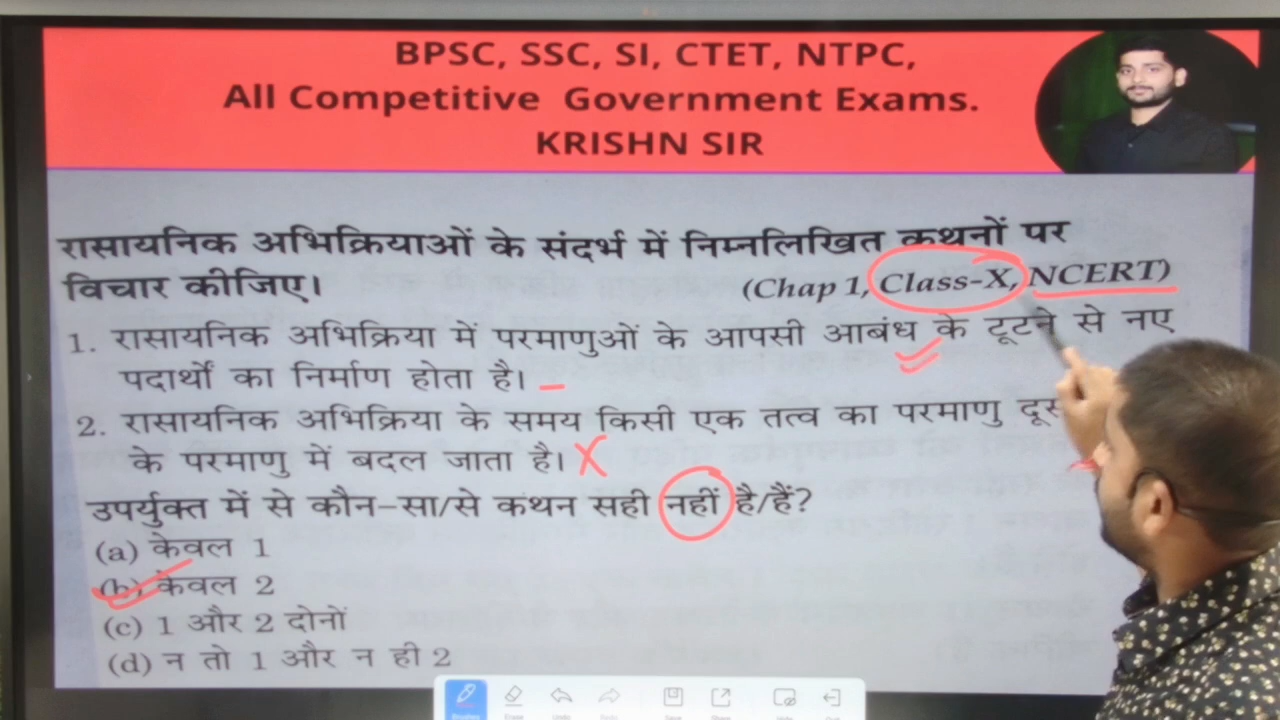 BPSC, SSC, SI, CTET, NTPC,
All Competitive Government Exams.
KRISHN SIR
रासायनिक अभिक्रियाओं के संदर्भ में निम्नलिखित कथनों पर
विचार कीजिए।
(Chap 1, Class-X, NCERT)
1. रासायनिक अभिक्रिया में परमाणुओं के आपसी आबंध के टूटने से नए
पदार्थों का निर्माण होता है।
2. रासायनिक अभिक्रिया के समय किसी एक तत्व का परमाणु
के परमाणु में बदल जाता है।
उपर्युक्त में से कौन-सा/से कथन सही नहीं है/हैं?
(a) केवल 1
(b) केवल 2
(c) 1 और 2 दोनों
(d) न तो 1 और न ही 2